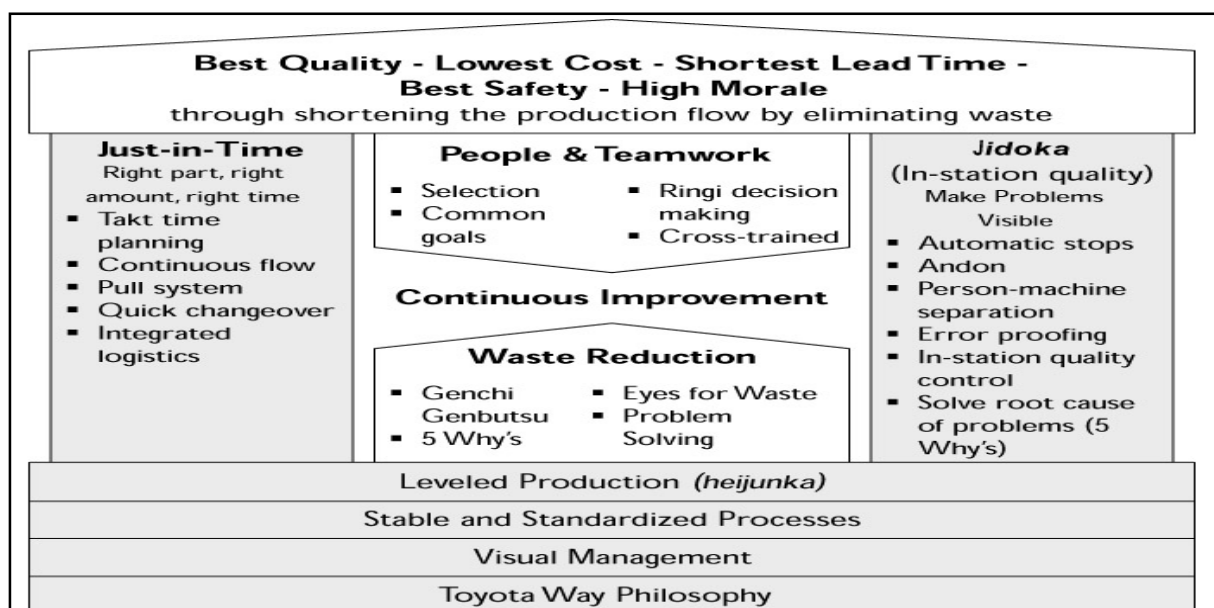 Best Quality - Lowest Cost - Shortest Lead Time -
Best Safety - High Morale
through shortening the production flow by eliminating waste
Just-in-Time
Right part, right
amount, right time
▪ Takt time
planning
▪ Continuous flow
▪ Pull system
▪ Quick changeover
▪ Integrated
logistics
People & Teamwork
▪ Selection
▪ Common
goals
▪ Ringi decision
making
▪ Cross-trained
Continuous Improvement
Waste Reduction
▪ Genchi
Genbutsu
▪ 5 Why's
▪ Eyes for Waste
▪ Problem
Solving
Jidoka
(In-station quality)
Make Problems
Visible
▪ Automatic stops
▪ Andon
▪ Person-machine
separation
▪ Error proofing
▪ In-station quality
control
▪ Solve root cause
of problems (5
Why's)
Leveled Production (heijunka)
Stable and Standardized Processes
Visual Management
Toyota Way Philosophy